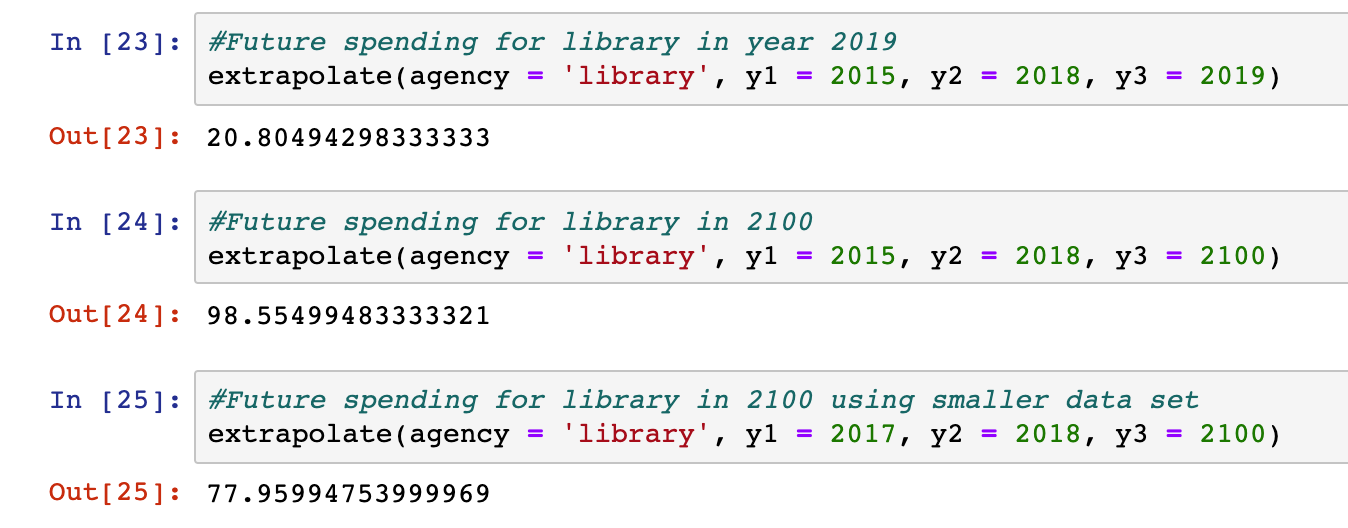 In [23]: #Future spending for library in year 2019
extrapolate(agency = 'library', y1 = 2015, y2 = 2018, y3 = 2019)
Out[23]: 20.80494298333333
In [24]: #Future spending for library in 2100
extrapolate(agency = 'library', y1 = 2015, y2 = 2018, y3 = 2100)
Out[24]: 98.55499483333321
In [25]: #Future spending for library in 2100 using smaller data set
extrapolate(agency = 'library', y1 = 2017, y2 = 2018, y3 = 2100)
Out[25]: 77.95994753999969